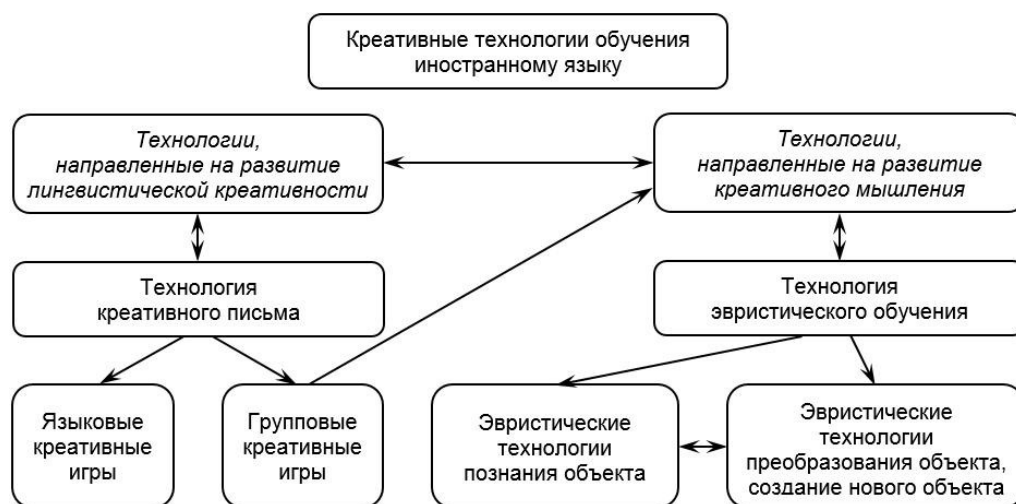 Креативные технологии обучения
иностранному языку
Технологии,
направленные на развитие
лингвистической креативности
Технологии,
направленные на развитие
креативного мышления
Технология
креативного письма
Технология
эвристического обучения
Языковые
креативные
игры
Групповые
креативные
игры
Эвристические
технологии
познания объекта
Эвристические
технологии
преобразования объекта,
создание нового объекта